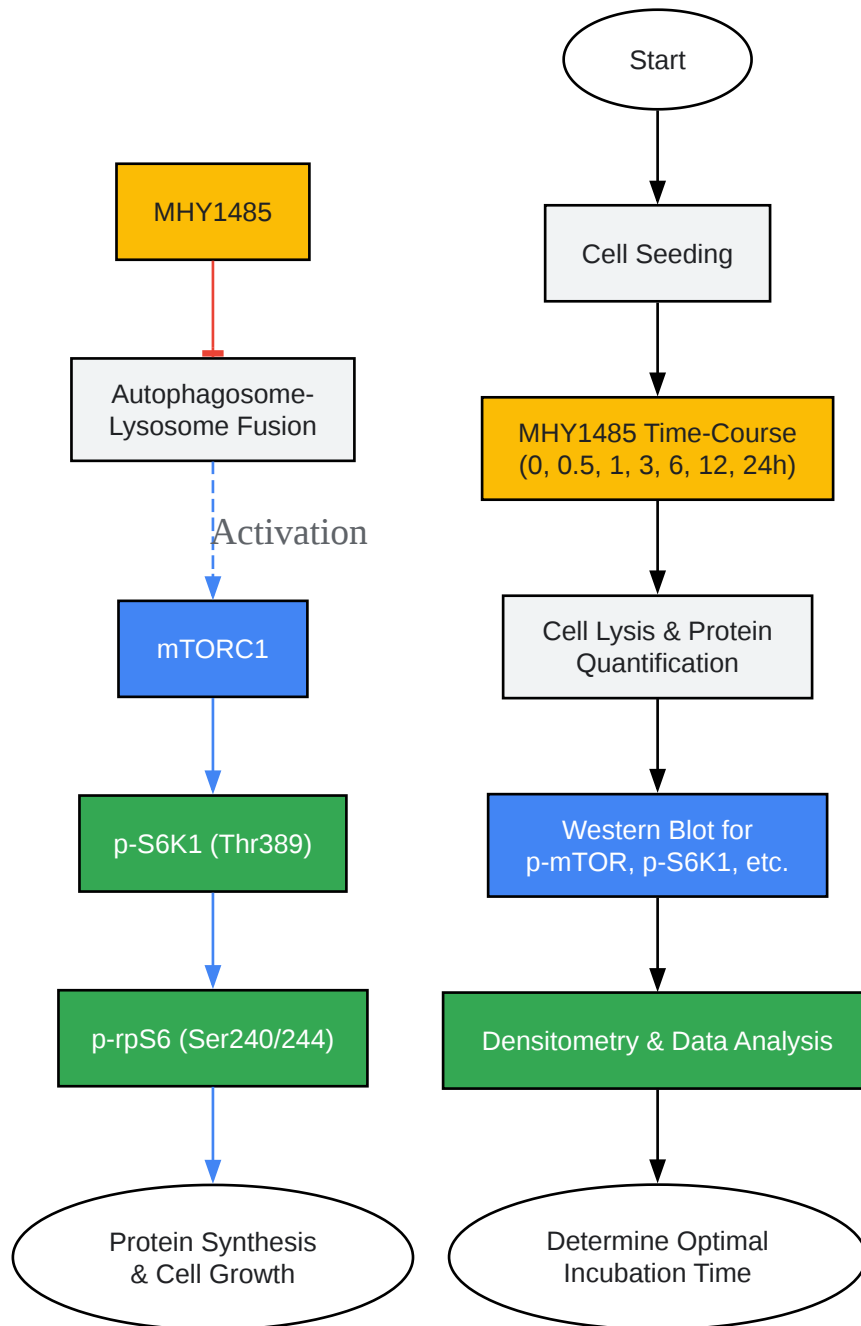 MHY1485
Autophagosome-
Lysosome Fusion
Activation
mTORC1
p-S6K1 (Thr389)
p-rpS6 (Ser240/244)
Protein Synthesis
& Cell Growth
Start
Cell Seeding
MHY1485 Time-Course
(0, 0.5, 1, 3, 6, 12, 24h)
Cell Lysis & Protein
Quantification
Western Blot for
p-mTOR, p-S6K1, etc.
Densitometry & Data Analysis
Determine Optimal
Incubation Time